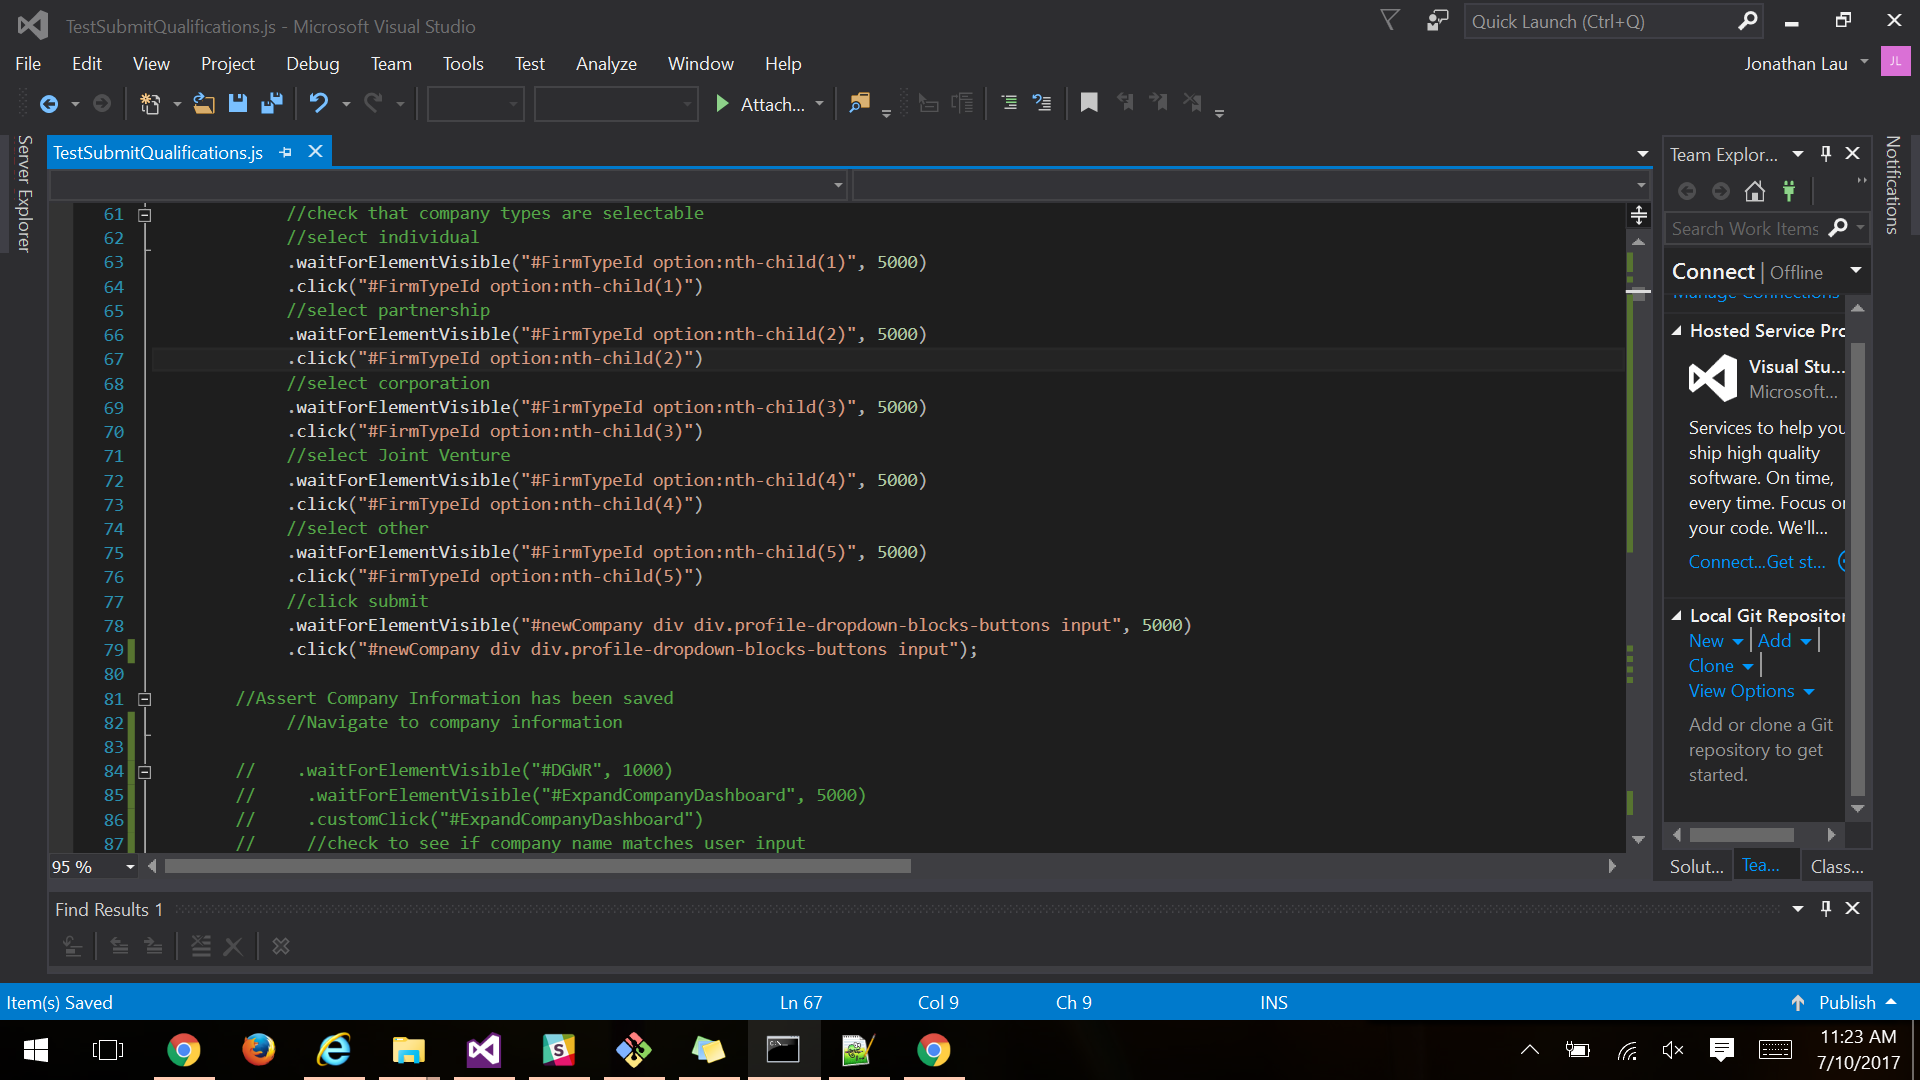 TestSubmitQualifications.js - Microsoft Visual Studio
Quick Launch (Ctrl+Q)
File Edit View Project Debug Team Tools Test Analyze Window Help
Jonathan Lau
JL
Attach...
Server Explorer
TestSubmitQualifications.js
61 //check that company types are selectable
62 //select individual
63 .waitForElementVisible("#FirmTypeId option:nth-child(1)", 5000)
64 .click("#FirmTypeId option:nth-child(1)")
65 //select partnership
66 .waitForElementVisible("#FirmTypeId option:nth-child(2)", 5000)
67 .click("#FirmTypeId option:nth-child(2)")
68 //select corporation
69 .waitForElementVisible("#FirmTypeId option:nth-child(3)", 5000)
70 .click("#FirmTypeId option:nth-child(3)")
71 //select Joint Venture
72 .waitForElementVisible("#FirmTypeId option:nth-child(4)", 5000)
73 .click("#FirmTypeId option:nth-child(4)")
74 //select other
75 .waitForElementVisible("#FirmTypeId option:nth-child(5)", 5000)
76 .click("#FirmTypeId option:nth-child(5)")
77 //click submit
78 .waitForElementVisible("#newCompany div div.profile-dropdown-blocks-buttons input", 5000)
79 .click("#newCompany div div.profile-dropdown-blocks-buttons input");
80
81 //Assert Company Information has been saved
82 //Navigate to company information
83
84 // .waitForElementVisible("#DGWR", 1000)
85 // .waitForElementVisible("#ExpandCompanyDashboard", 5000)
86 // .customClick("#ExpandCompanyDashboard")
87 // //check to see if company name matches user input
95 %
Team Explor...
Search Work Items
Connect | Offline
Manage Connections
Hosted Service Pro
Visual Stu...
Microsoft...
Services to help you
ship high quality
software. On time,
every time. Focus on
your code. We'll...
Connect... Get st...
Local Git Repositor
New Add
Clone
View Options
Add or clone a Git
repository to get
started.
Solut... Tea... Class...
Notifications
Find Results 1
Item(s) Saved
Ln 67
Col 9
Ch 9
INS
Publish
11:23 AM
7/10/2017